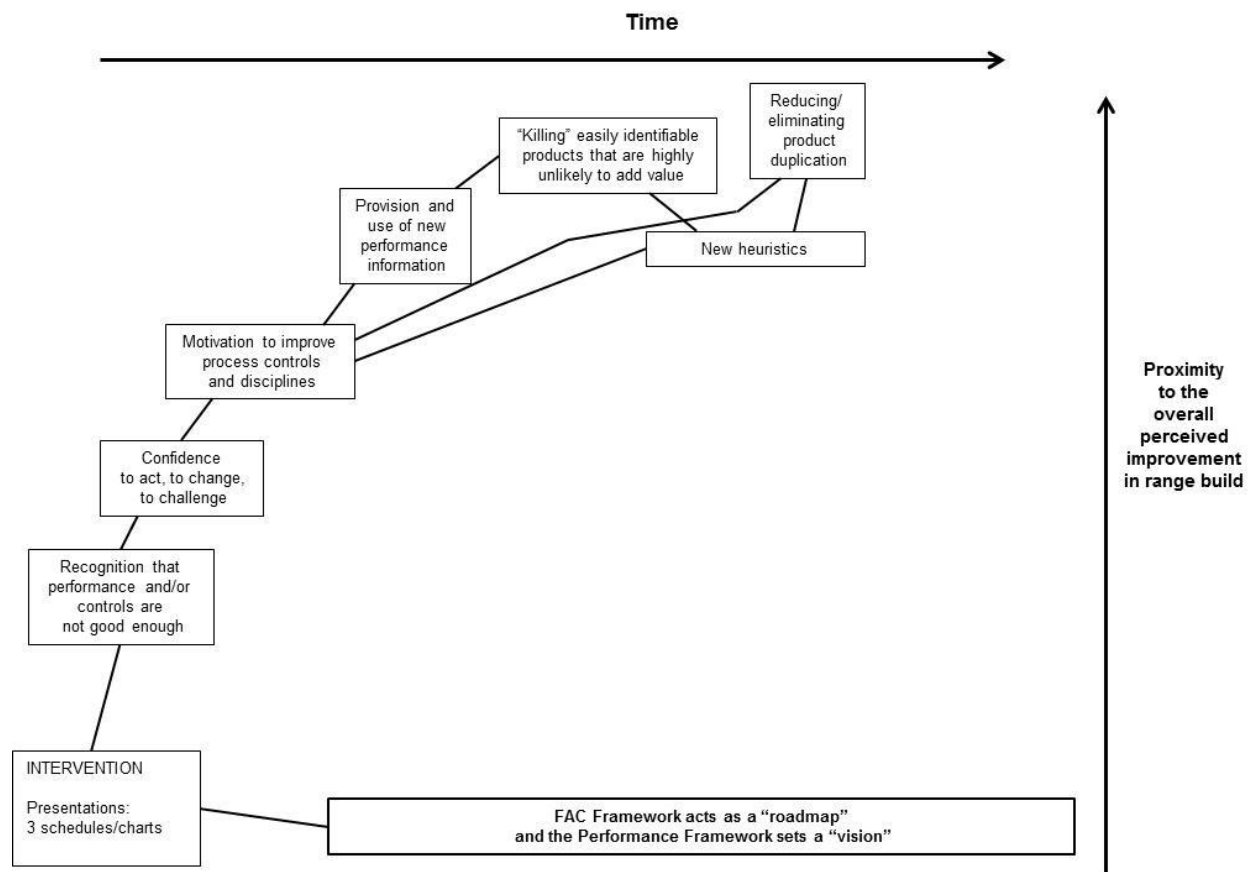 Time
Reducing/
eliminating
product
duplication
“Killing” easily identifiable
products that are highly
unlikely to add value
Provision and
use of new
performance
information
New heuristics
Motivation to improve
process controls
and disciplines
Proximity
to the
overall
perceived
improvement
in range build
Confidence
to act, to change,
to challenge
Recognition that
performance and/or
controls are
not good enough
INTERVENTION
Presentations:
3 schedules/charts
FAC Framework acts as a “roadmap”
and the Performance Framework sets a “vision”